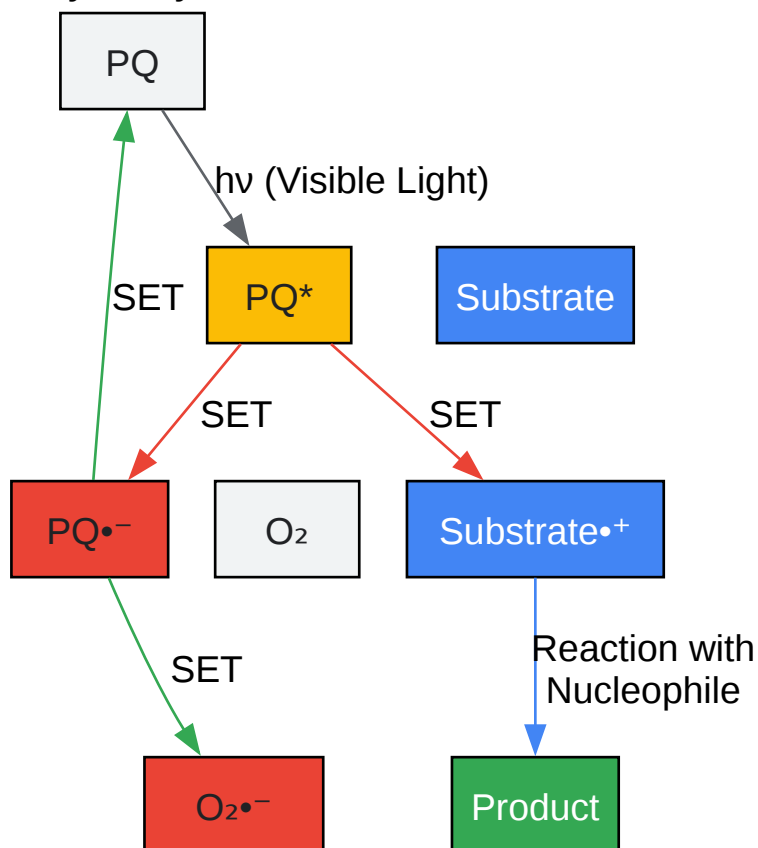 PQ
hν (Visible Light)
SET
PQ*
Substrate
SET
SET
PQ•⁻
O₂
Substrate•⁺
SET
Reaction with
Nucleophile
O₂•⁻
Product